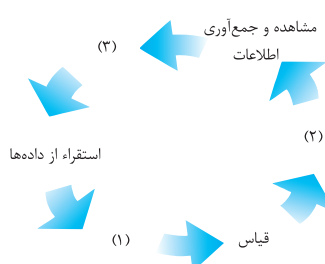 مشاهده و جمع‌آوری
اطلاعات
(۳)
(۲)
استقراء از داده‌ها
(۱)
قیاس